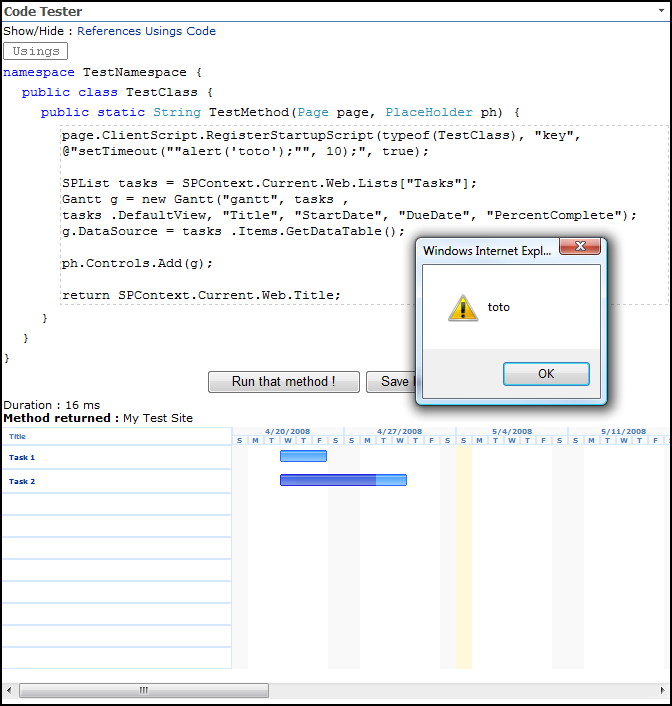 Code Tester
Show/Hide : References Usings Code
Usings
namespace TestNamespace {
public class TestClass {
public static String TestMethod(Page page, PlaceHolder ph) {
page.ClientScript.RegisterStartupScript(typeof(TestClass), "key",
@"setTimeout(""alert('toto');"", 10);", true);
SPList tasks = SPContext.Current.Web.Lists["Tasks"];
Gantt g = new Gantt("gantt", tasks ,
tasks .DefaultView, "Title", "StartDate", "DueDate", "PercentComplete");
g.DataSource = tasks .Items.GetDataTable();
ph.Controls.Add(g);
return SPContext.Current.Web.Title;
}
}
}
Windows Internet Expl...
toto
OK
Run that method !
Save
Duration : 16 ms
Method returned : My Test Site
Title
4/20/2008 4/27/2008 5/4/2008 5/11/2008
S M T W T F S S M T W T F S S M T W T F S S M T W T F
Task 1
Task 2